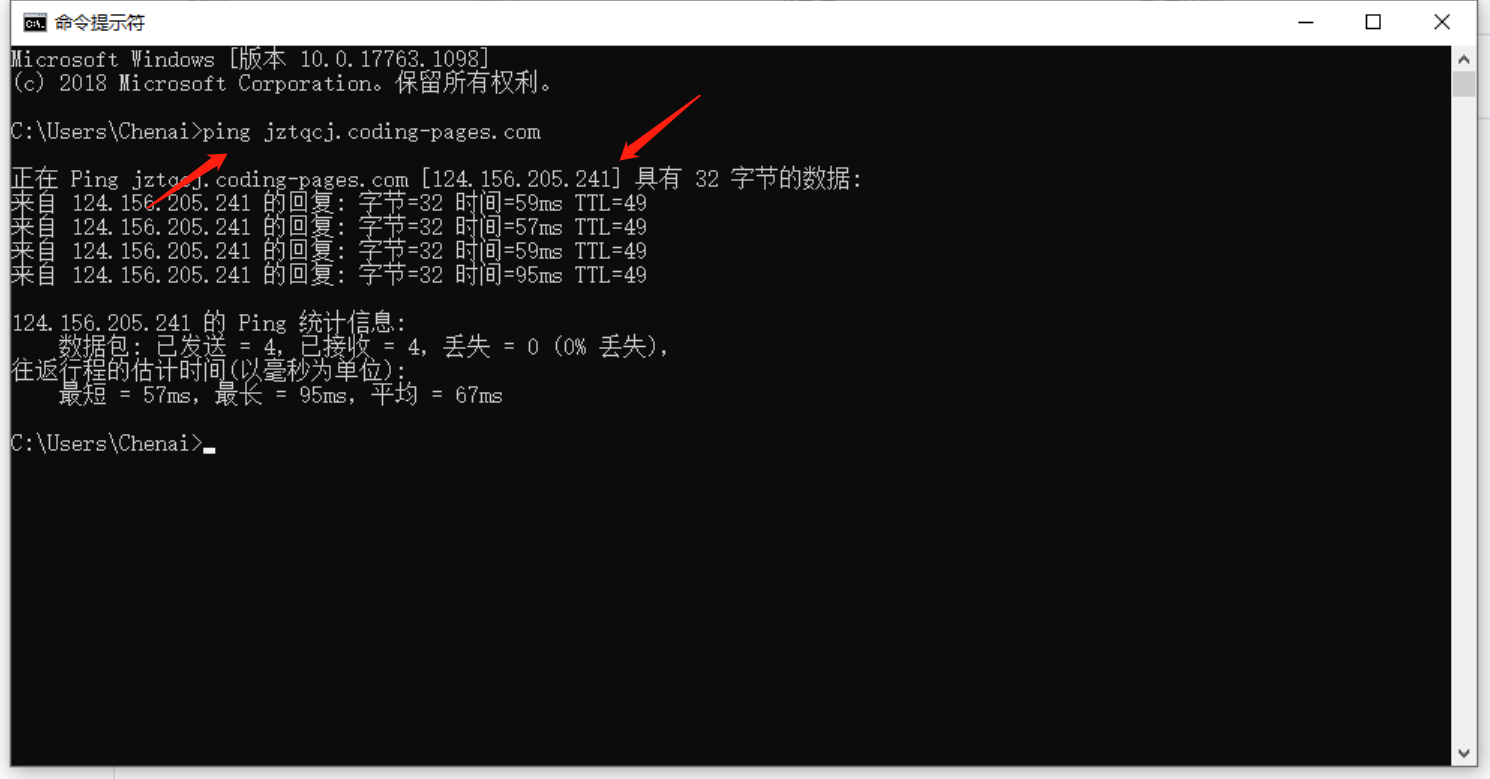 命令提示符
Microsoft Windows [版本 10.0.17763.1098]
(c) 2018 Microsoft Corporation。保留所有权利。
C:\Users\Chenai>ping jztqcj.coding-pages.com
正在 Ping jztqcj.coding-pages.com [124.156.205.241] 具有 32 字节的数据:
来自 124.156.205.241 的回复: 字节=32 时间=59ms TTL=49
来自 124.156.205.241 的回复: 字节=32 时间=57ms TTL=49
来自 124.156.205.241 的回复: 字节=32 时间=59ms TTL=49
来自 124.156.205.241 的回复: 字节=32 时间=95ms TTL=49
124.156.205.241 的 Ping 统计信息:
数据包: 已发送 = 4, 已接收 = 4, 丢失 = 0 (0% 丢失),
往返行程的估计时间(以毫秒为单位):
最短 = 57ms, 最长 = 95ms, 平均 = 67ms
C:\Users\Chenai>